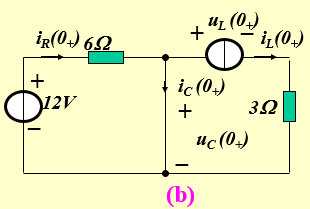 u_L(0₊)
+ −
i_R(0₊) 6Ω i_L(0₊)
i_C(0₊)
+ +
12V 3Ω
u_C(0₊)
− −
(b)